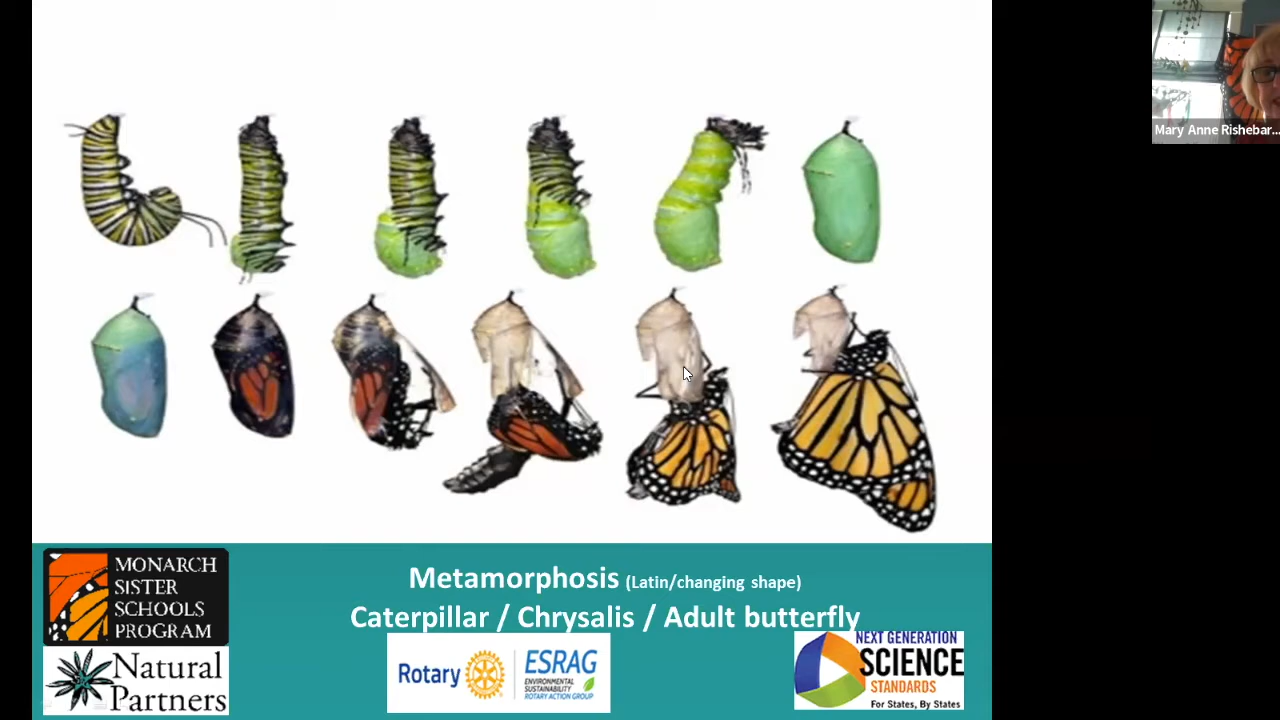 Mary Anne Rishebar...
MONARCH
SISTER
SCHOOLS
PROGRAM
Natural
Partners
Metamorphosis (Latin/changing shape)
Caterpillar / Chrysalis / Adult butterfly
Rotary
ESRAG
ENVIRONMENTAL
SUSTAINABILITY
ROTARY ACTION GROUP
NEXT GENERATION
SCIENCE
STANDARDS
For States, By States